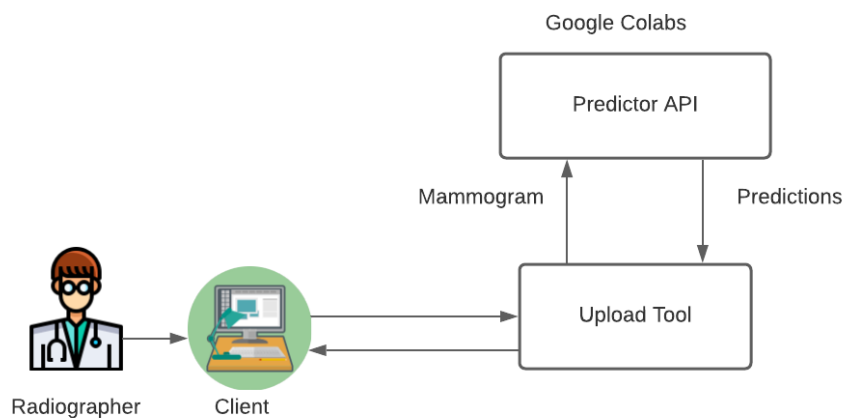 Google Colabs
Predictor API
Mammogram
Predictions
Upload Tool
Radiographer
Client